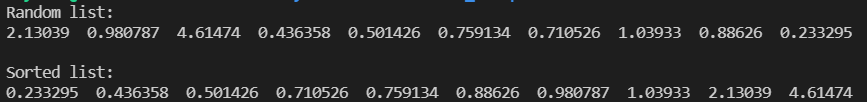 Random list:
2.13039 0.980787 4.61474 0.436358 0.501426 0.759134 0.710526 1.03933 0.88626 0.233295
Sorted list:
0.233295 0.436358 0.501426 0.710526 0.759134 0.88626 0.980787 1.03933 2.13039 4.61474